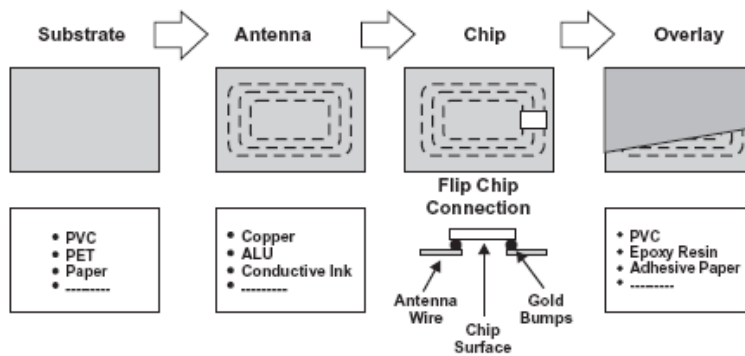 Substrate
Antenna
Chip
Overlay
Flip Chip
Connection
• PVC
• PET
• Paper
• ---------
• Copper
• ALU
• Conductive Ink
• ---------
Antenna
Wire
Chip
Surface
Gold
Bumps
✦ PVC
✦ Epoxy Resin
✦ Adhesive Paper
✦ ---------